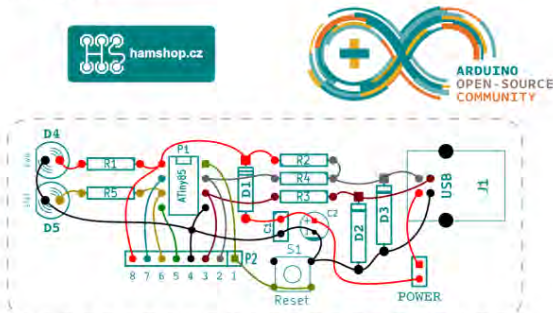 hamshop.cz
ARDUINO
OPEN-SOURCE
COMMUNITY
D4
P1
R1
R2
R4
R3
R5
ATiny85
D1
D2
D3
USB
J1
D5
C1
C2
S1
P2
8 7 6 5 4 3 2 1
Reset
POWER